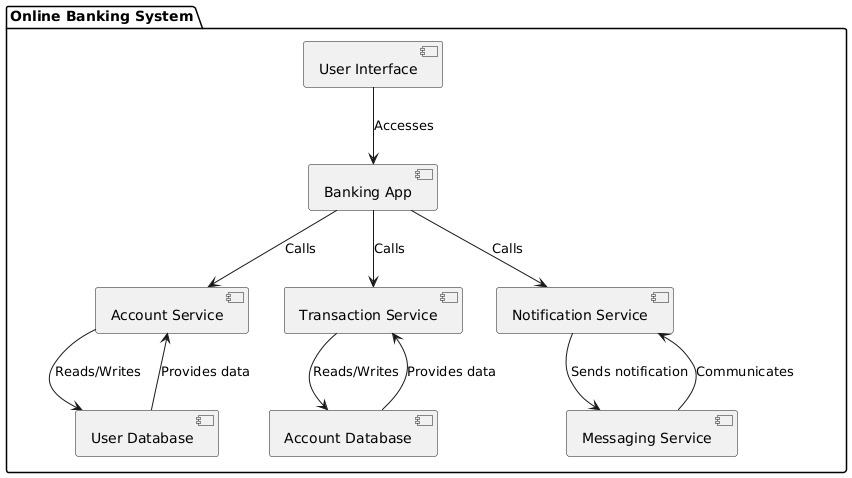 Online Banking System
User Interface
Accesses
Banking App
Calls
Calls
Calls
Account Service
Transaction Service
Notification Service
Reads/Writes
Provides data
Reads/Writes
Provides data
Sends notification
Communicates
User Database
Account Database
Messaging Service